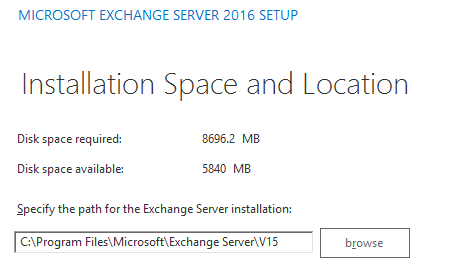 MICROSOFT EXCHANGE SERVER 2016 SETUP
Installation Space and Location
Disk space required: 8696.2 MB
Disk space available: 5840 MB
Specify the path for the Exchange Server installation:
C:\Program Files\Microsoft\Exchange Server\V15 browse